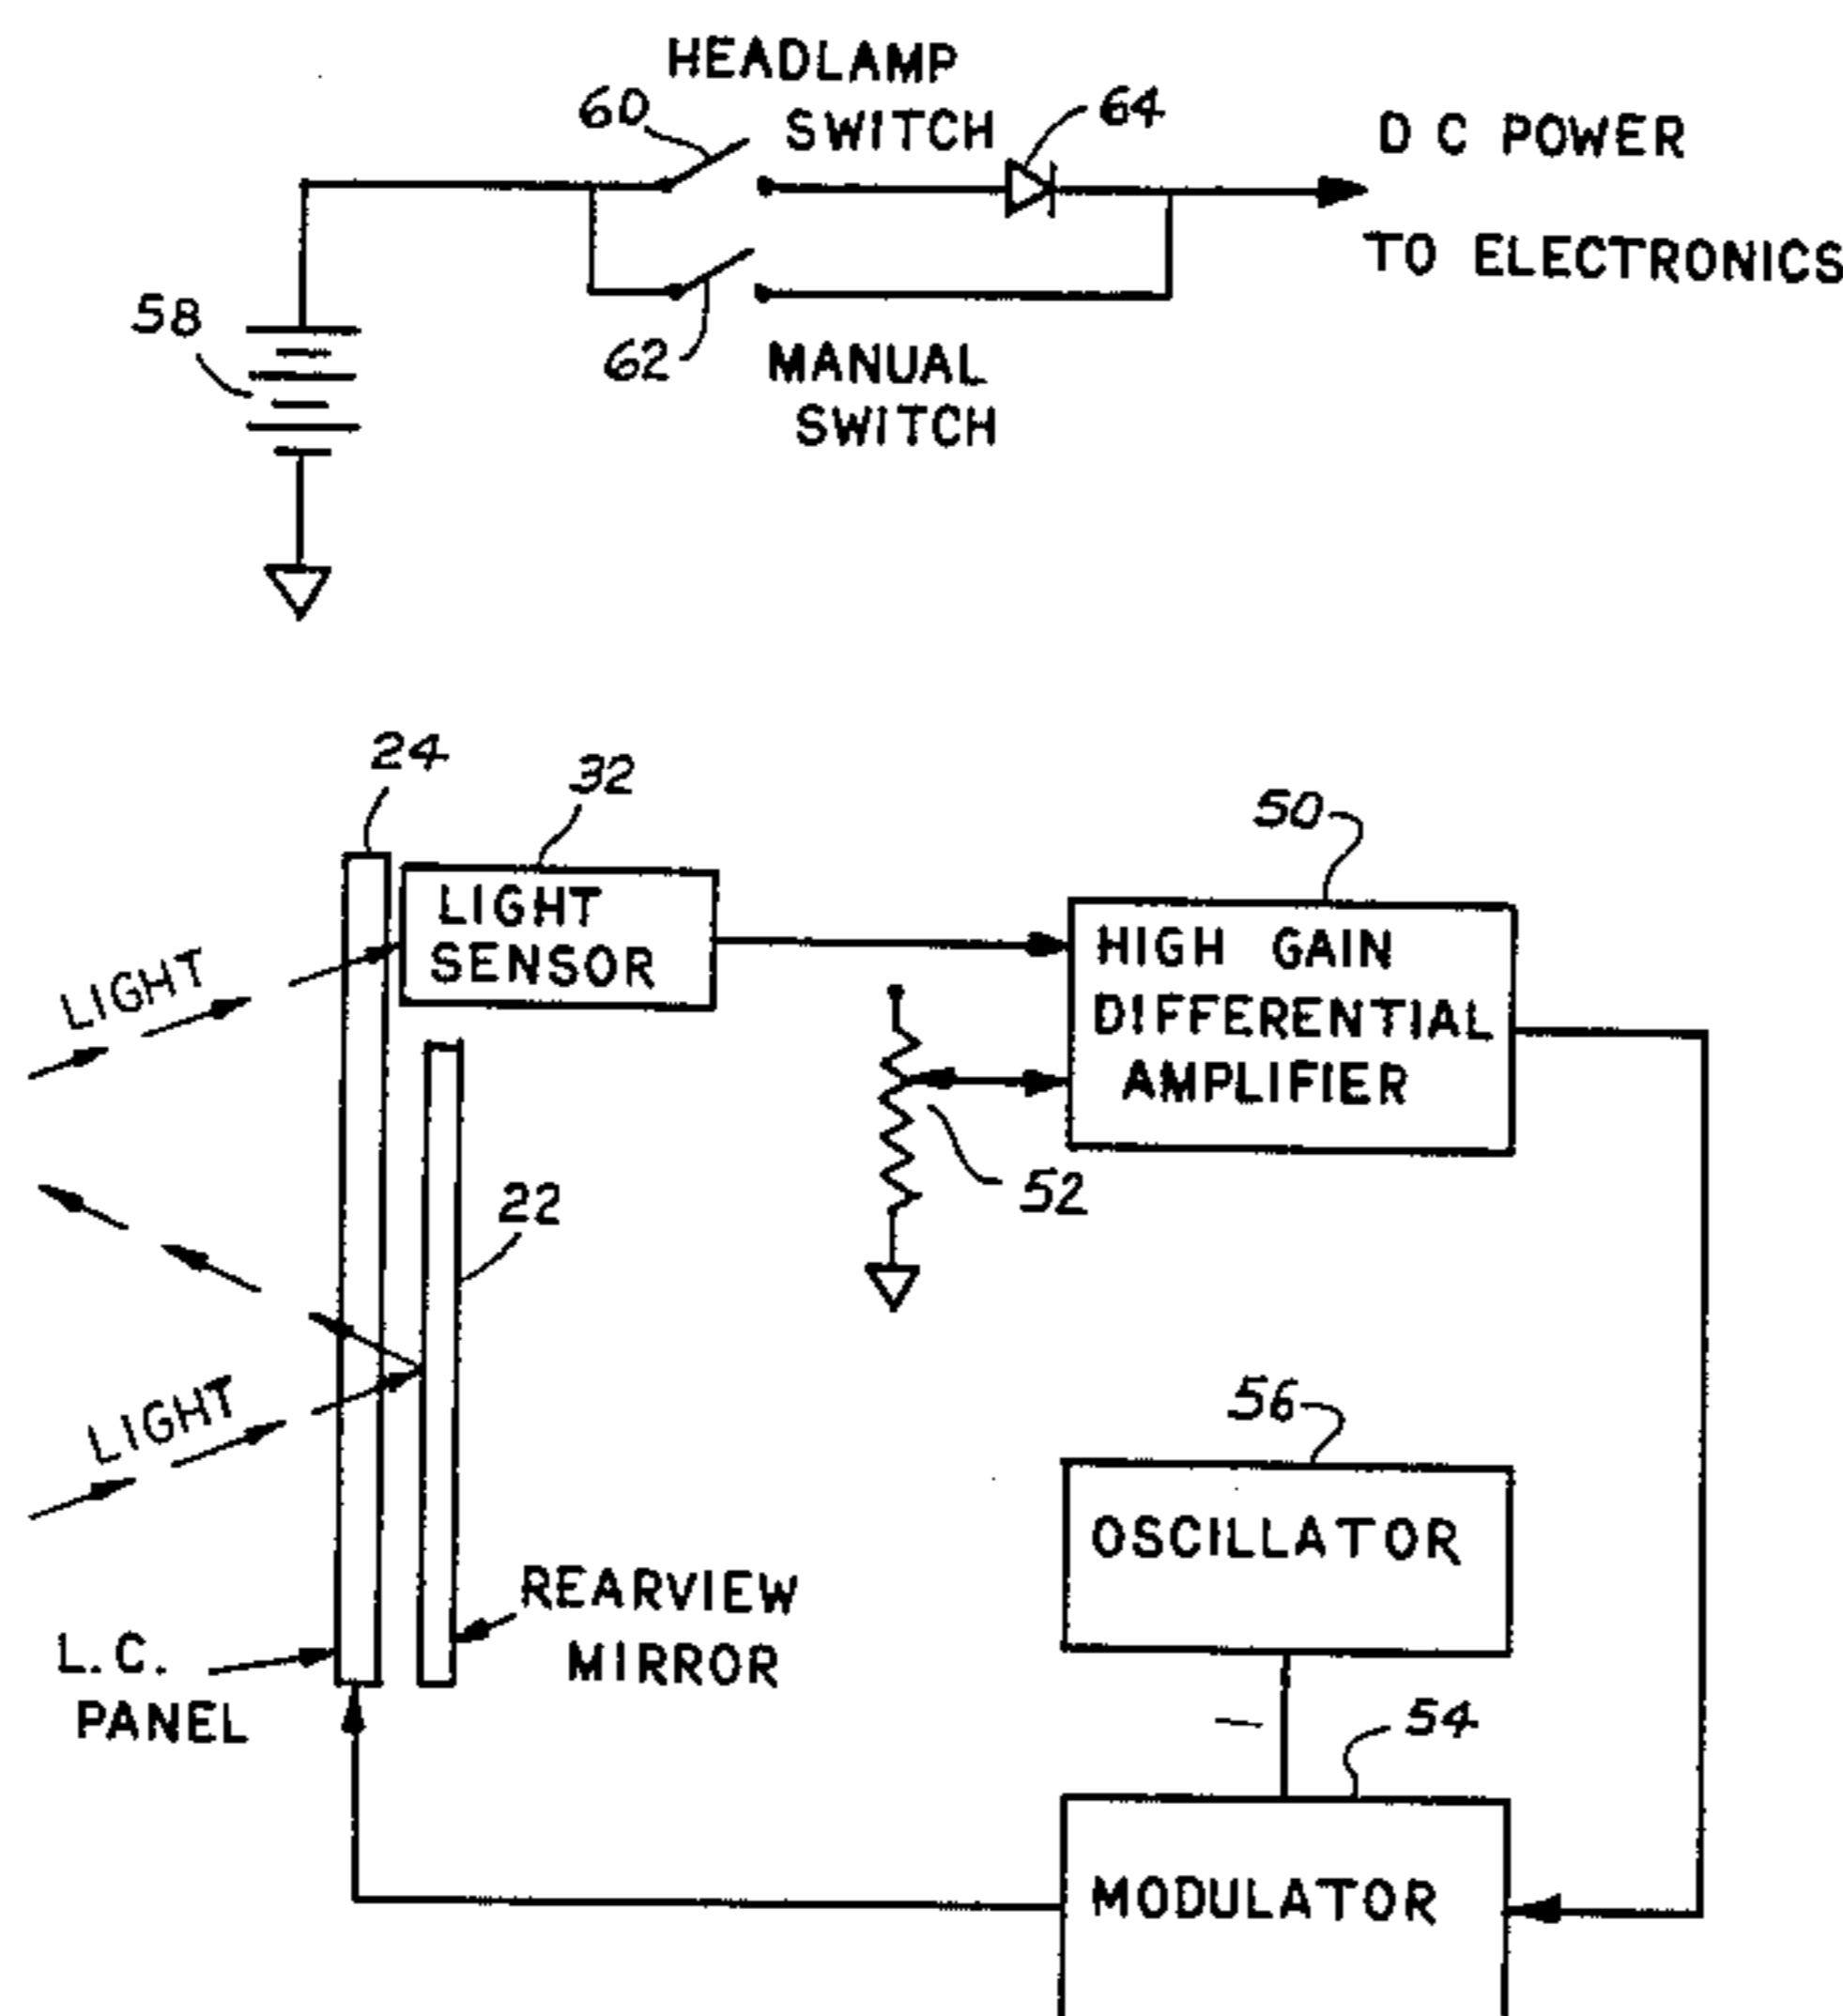 HEADLAMP
60
SWITCH
64
D C POWER
TO ELECTRONICS
58
62
MANUAL
SWITCH
24
32
50
LIGHT
SENSOR
HIGH GAIN
DIFFERENTIAL
AMPLIFIER
LIGHT
52
22
LIGHT
56
OSCILLATOR
REARVIEW
MIRROR
L.C.
PANEL
54
MODULATOR